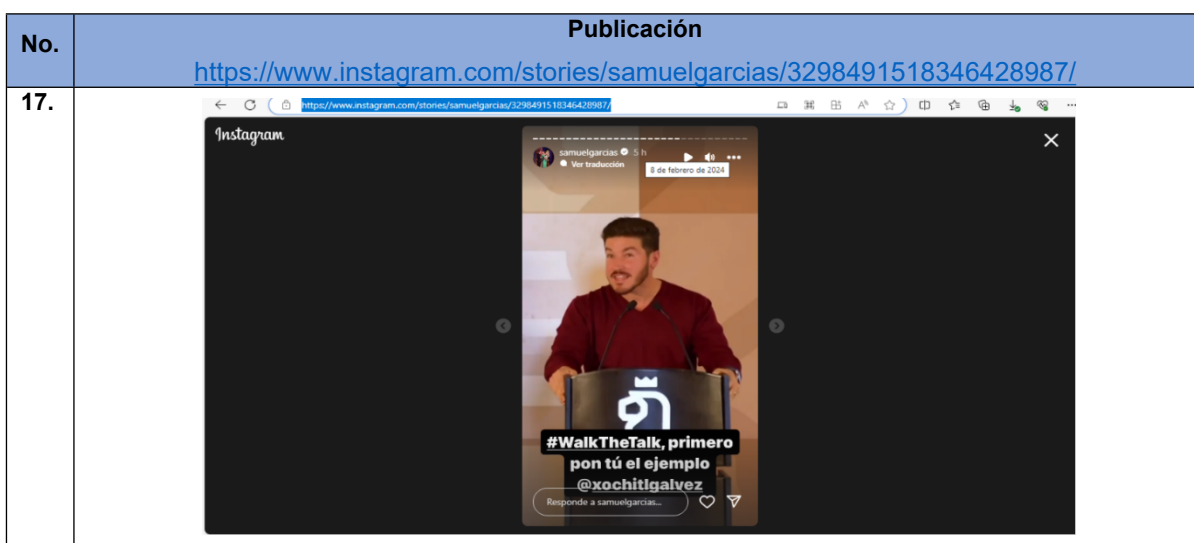 No.
Publicación
https://www.instagram.com/stories/samuelgarcias/3298491518346428987/
17.
https://www.instagram.com/stories/samuelgarcias/3298491518346428987/
Instagram
samuelgarcias 5 h
Ver traducción
8 de febrero de 2024
#WalkTheTalk, primero
pon tú el ejemplo
@xochitlgalvez
Responde a samuelgarcias...